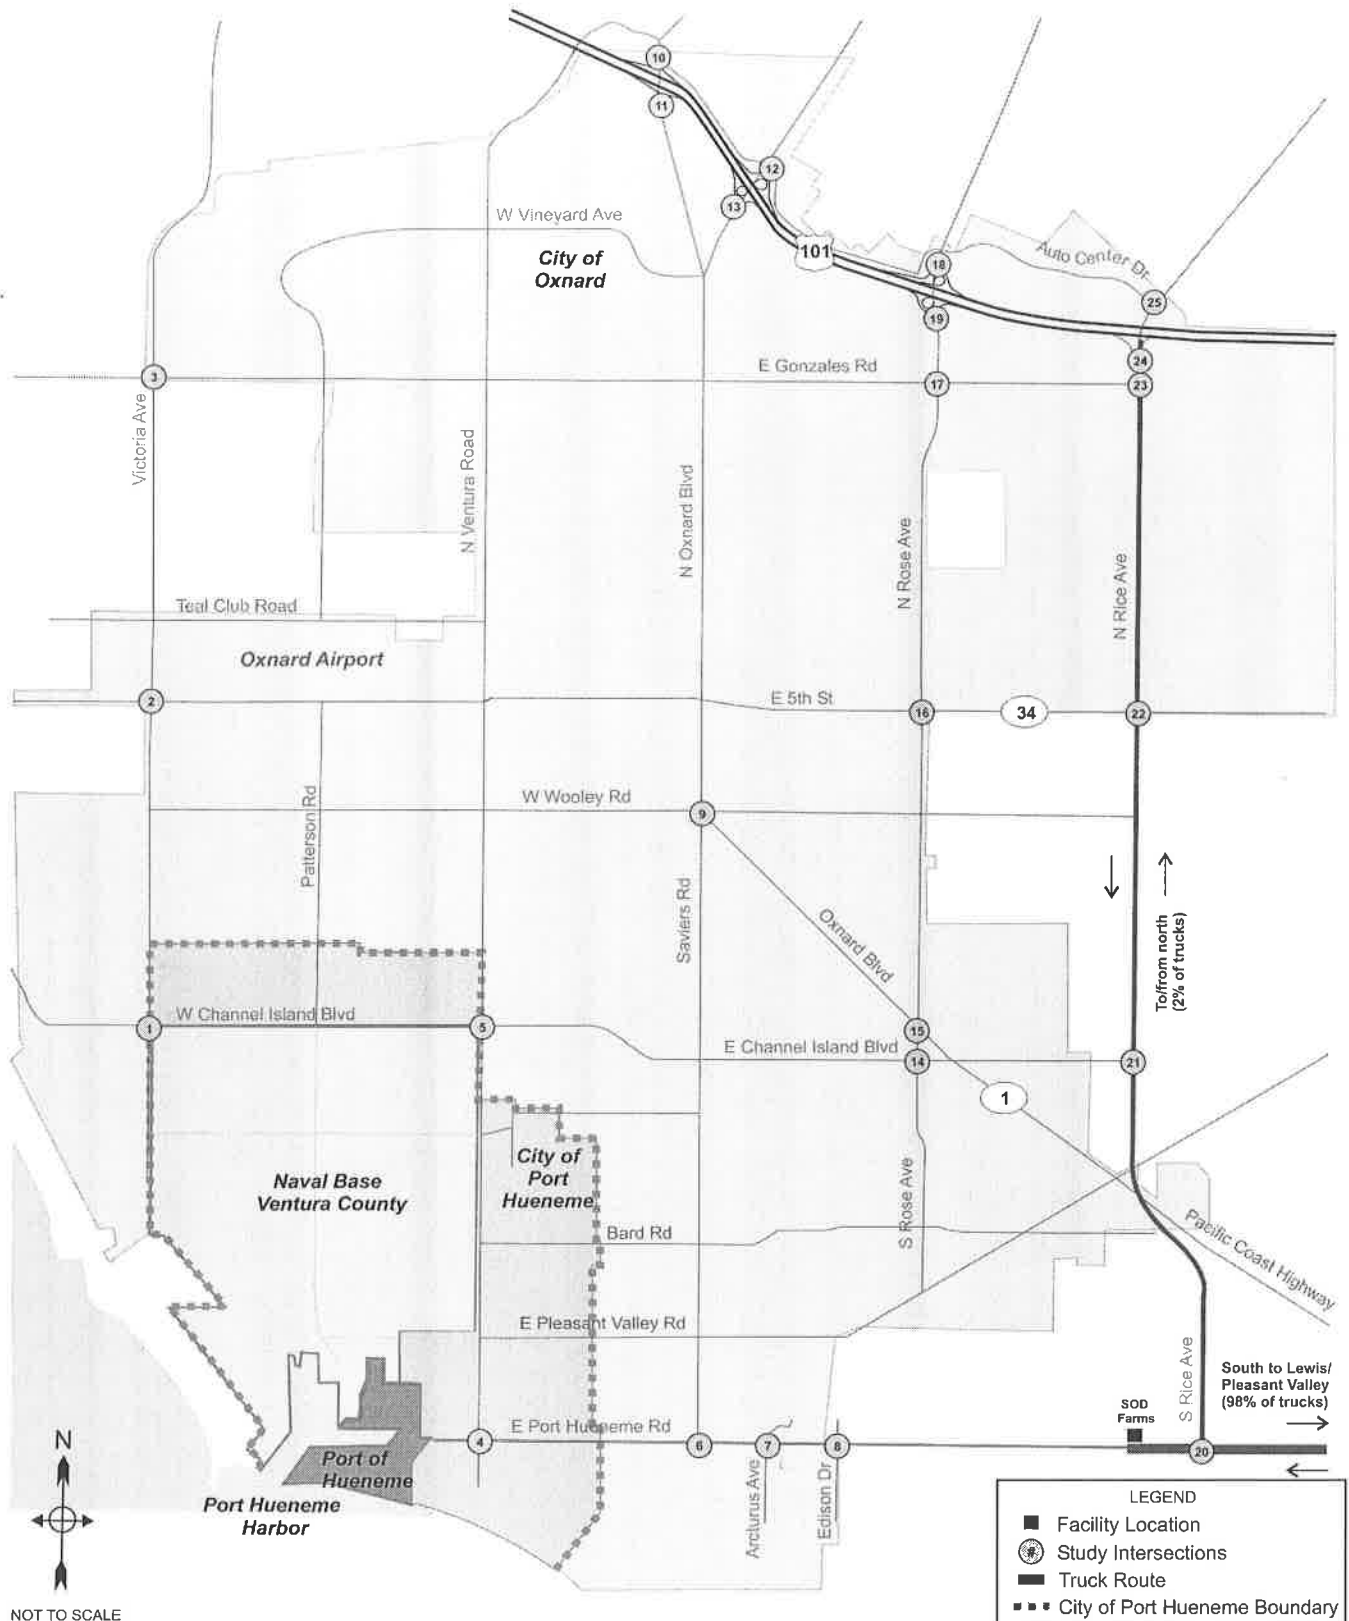 10
11
12
13
W Vineyard Ave
City of
Oxnard
101
18
Auto Center Dr
25
19
24
3
E Gonzales Rd
17
23
Victoria Ave
N Ventura Road
N Oxnard Blvd
N Rose Ave
N Rice Ave
Teal Club Road
Oxnard Airport
2
E 5th St
16
34
22
W Wooley Rd
9
Patterson Rd
Saviers Rd
Oxnard Blvd
To/from north
(2% of trucks)
1
W Channel Island Blvd
5
15
E Channel Island Blvd
14
21
1
City of
Port
Hueneme
Naval Base
Ventura County
S Rose Ave
Bard Rd
Pacific Coast Highway
E Pleasant Valley Rd
S Rice Ave
South to Lewis/
Pleasant Valley
(98% of trucks)
SOD
Farms
E Port Hueneme Rd
4
6
7
8
20
Port of
Hueneme
Port Hueneme
Harbor
Arcturus Ave
Edison Dr
N
NOT TO SCALE
LEGEND
Facility Location
# Study Intersections
Truck Route
City of Port Hueneme Boundary